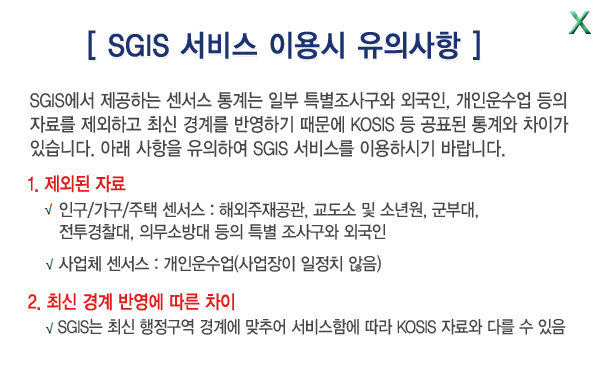 X
[ SGIS 서비스 이용시 유의사항 ]
SGIS에서 제공하는 센서스 통계는 일부 특별조사구와 외국인, 개인운수업 등의
자료를 제외하고 최신 경계를 반영하기 때문에 KOSIS 등 공표된 통계와 차이가
있습니다. 아래 사항을 유의하여 SGIS 서비스를 이용하시기 바랍니다.
1. 제외된 자료
√ 인구/가구/주택 센서스 : 해외주재공관, 교도소 및 소년원, 군부대,
전투경찰대, 의무소방대 등의 특별 조사구와 외국인
√ 사업체 센서스 : 개인운수업(사업장이 일정치 않음)
2. 최신 경계 반영에 따른 차이
√ SGIS는 최신 행정구역 경계에 맞추어 서비스함에 따라 KOSIS 자료와 다를 수 있음